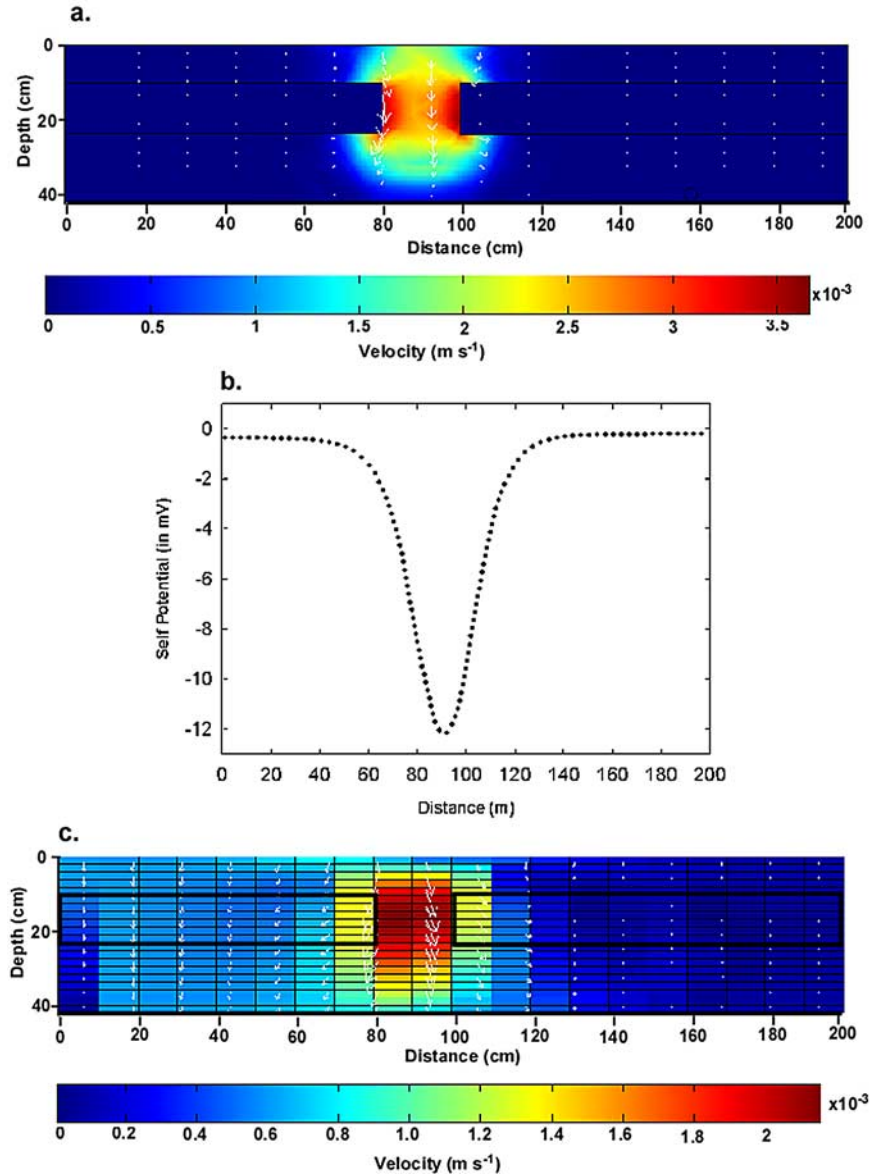 a.
0
20
40
Depth (cm)
0 20 40 60 80 100 120 140 160 180 200
Distance (cm)
0 0.5 1 1.5 2 2.5 3 3.5 x10-3
Velocity (m s-1)
b.
0
-2
-4
-6
-8
-10
-12
Self Potential (in mV)
0 20 40 60 80 100 120 140 160 180 200
Distance (m)
c.
0
20
40
Depth (cm)
0 20 40 60 80 100 120 140 160 180 200
Distance (cm)
0 0.2 0.4 0.6 0.8 1.0 1.2 1.4 1.6 1.8 2 x10-3
Velocity (m s-1)